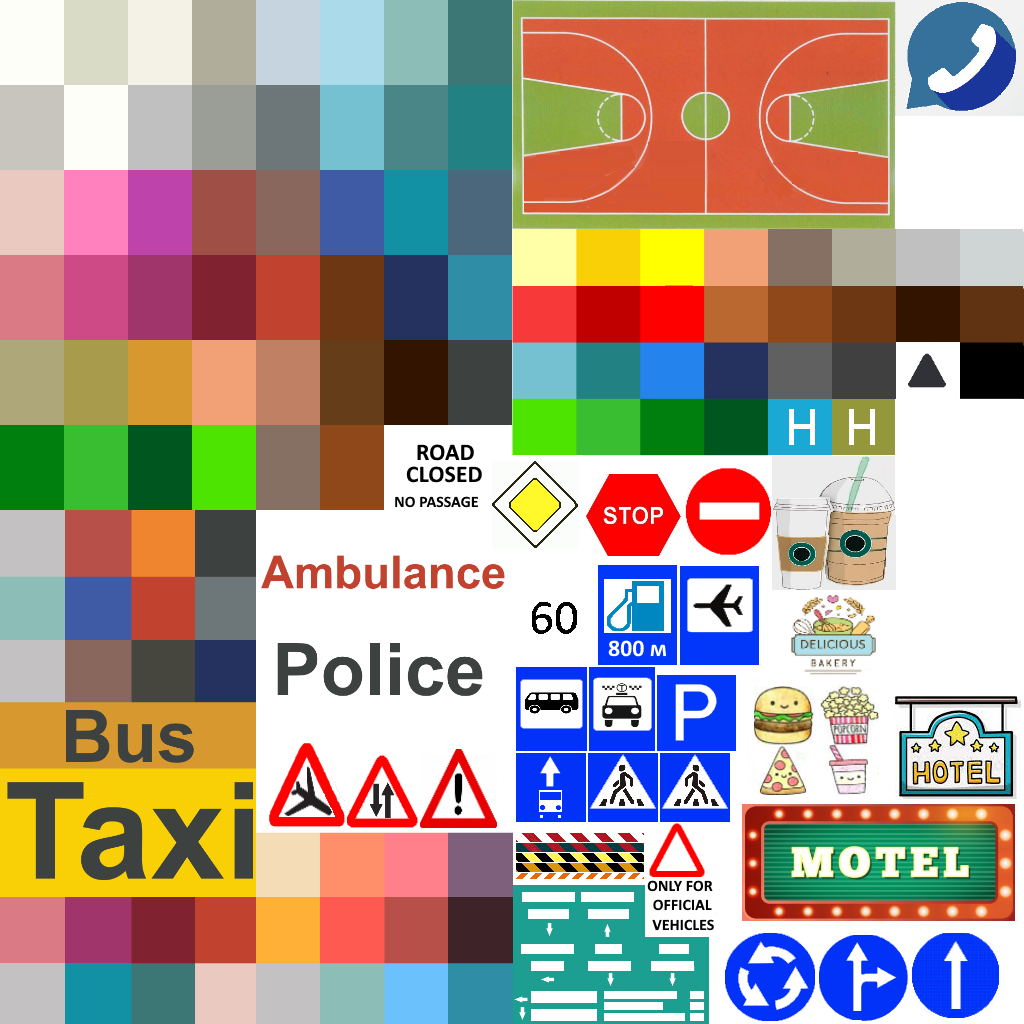 H H
ROAD
CLOSED
NO PASSAGE
STOP
Ambulance
60
800 м
DELICIOUS
BAKERY
Police
P
POPCORN
HOTEL
Bus
Taxi
MOTEL
ONLY FOR
OFFICIAL
VEHICLES